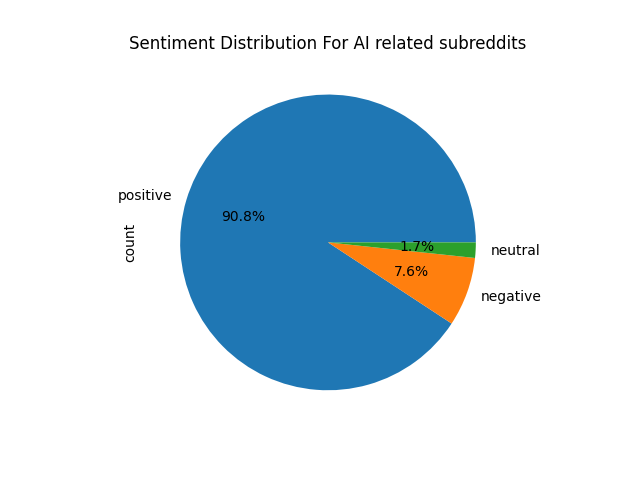 Sentiment Distribution For AI related subreddits
positive
90.8%
count
1.7%
neutral
7.6%
negative